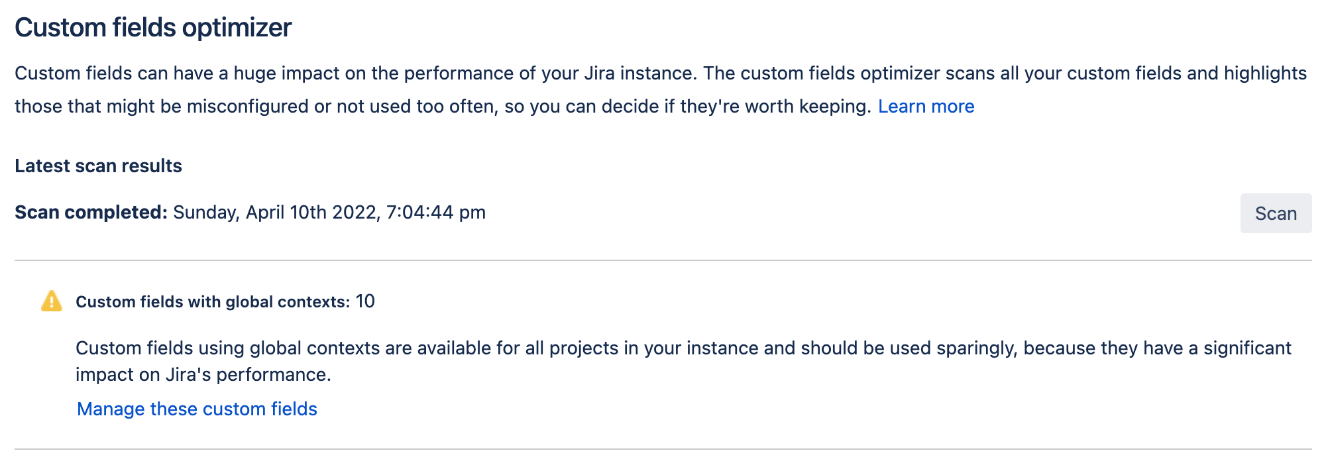 Custom fields optimizer
Custom fields can have a huge impact on the performance of your Jira instance. The custom fields optimizer scans all your custom fields and highlights
those that might be misconfigured or not used too often, so you can decide if they're worth keeping. Learn more
Latest scan results
Scan completed: Sunday, April 10th 2022, 7:04:44 pm
Scan
Custom fields with global contexts: 10
Custom fields using global contexts are available for all projects in your instance and should be used sparingly, because they have a significant
impact on Jira's performance.
Manage these custom fields